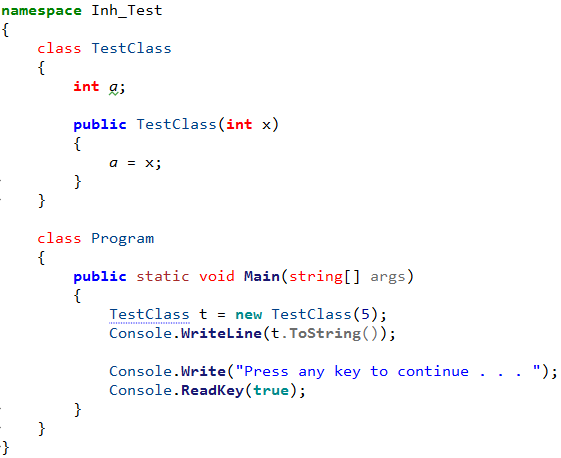 namespace Inh_Test
{
    class TestClass
    {
        int a;

        public TestClass(int x)
        {
            a = x;
        }
    }

    class Program
    {
        public static void Main(string[] args)
        {
            TestClass t = new TestClass(5);
            Console.WriteLine(t.ToString());

            Console.Write("Press any key to continue . . . ");
            Console.ReadKey(true);
        }
    }
}